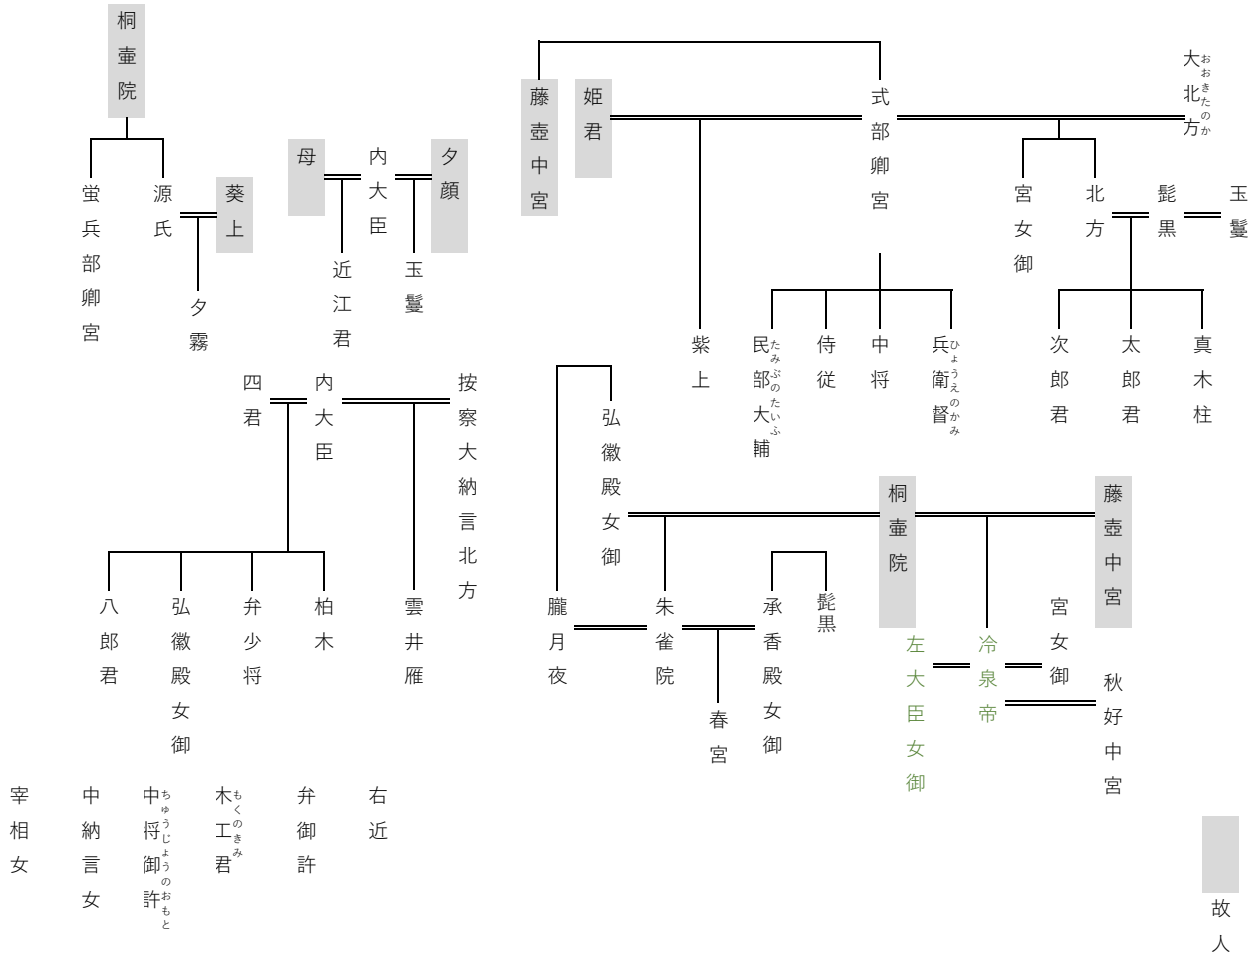 桐壷院
蛍兵部卿宮
源氏
葵上
夕霧
母
内大臣
夕顔
近江君
玉鬘
藤壺中宮
姫君
式部卿宮
大北方
おおきたのか
宮女御
北方
髭黒
玉鬘
紫上
民部大輔
たみぶのたいふ
侍従
中将
兵衛督
ひょうえのかみ
次郎君
太郎君
真木柱
四君
内大臣
按察大納言北方
八郎君
弘徽殿女御
弁少将
柏木
雲井雁
弘徽殿女御
桐壷院
藤壺中宮
朧月夜
朱雀院
承香殿女御
髭黒
春宮
左大臣女御
冷泉帝
宮女御
秋好中宮
宰相女
中納言女
中将御許
ちゅうじょうのおもと
木工君
もくのきみ
弁御許
右近
故人